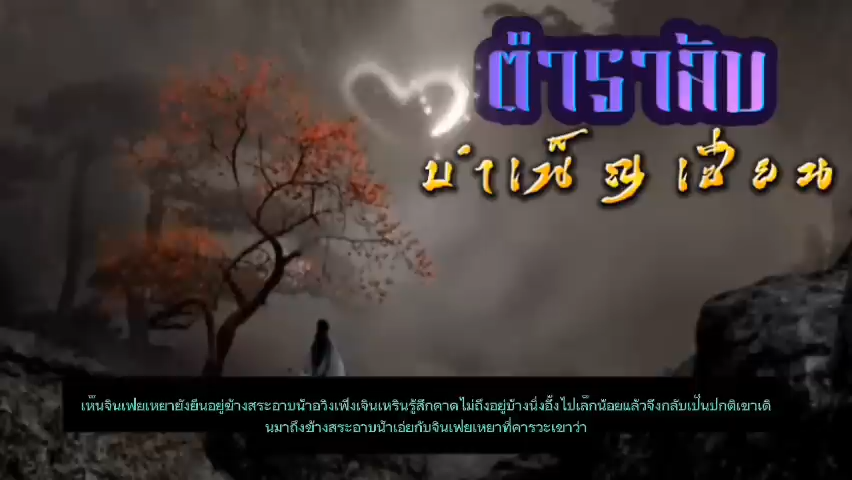 ตำราลับ
บำเพ็ญเซียน
เห็นจินเฟยเหยายังยืนอยู่ข้างสระอาบน้ำอวิงเพิ่งเจินเหรินรู้สึกคาดไม่ถึงอยู่บ้างนิ่งอึ้งไปเล็กน้อยแล้วจึงกลับเป็นปกติเขาเดิ
นมาถึงข้างสระอาบน้ำเอ่ยกับจินเฟยเหยาที่คารวะเขาว่า